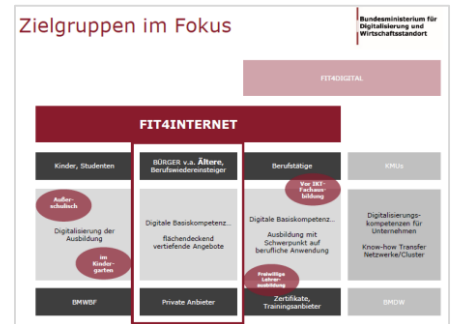 Zielgruppen im Fokus
Bundesministerium für
Digitalisierung und
Wirtschaftsstandort
FIT4DIGITAL
FIT4INTERNET
Kinder, Studenten
BÜRGER v.a. Ältere,
Berufswiedereinsteiger
Berufstätige
KMUs
Außer-
schulisch
Digitalisierung der
Ausbildung
im
Kinder-
garten
Digitale Basiskompetenz...
flächendeckend
vertiefende Angebote
Vor IKT-
Fachaus-
bildung
Digitale Basiskompetenz...
Ausbildung mit
Schwerpunkt auf
berufliche Anwendung
Freiwillige
Lehrer-
ausbildung
Digitalisierungs-
kompetenzen für
Unternehmen
Know-how Transfer
Netzwerke/Cluster
BMWBF
Private Anbieter
Zertifikate,
Trainingsanbieter
BMDW